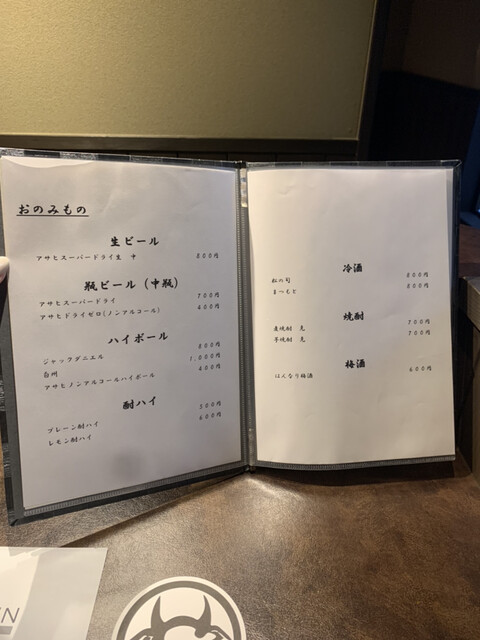 おのみもの
生ビール
アサヒスーパードライ生 中 800円
瓶ビール（中瓶）
アサヒスーパードライ 700円
アサヒドライゼロ(ノンアルコール) 400円
ハイボール
ジャックダニエル 800円
白州 1,000円
アサヒノンアルコールハイボール 400円
酎ハイ
プレーン酎ハイ 500円
レモン酎ハイ 600円
冷酒
松の旬 800円
まつもと 800円
焼酎
麦焼酎 700円
芋焼酎 700円
梅酒
はんなり梅酒 600円